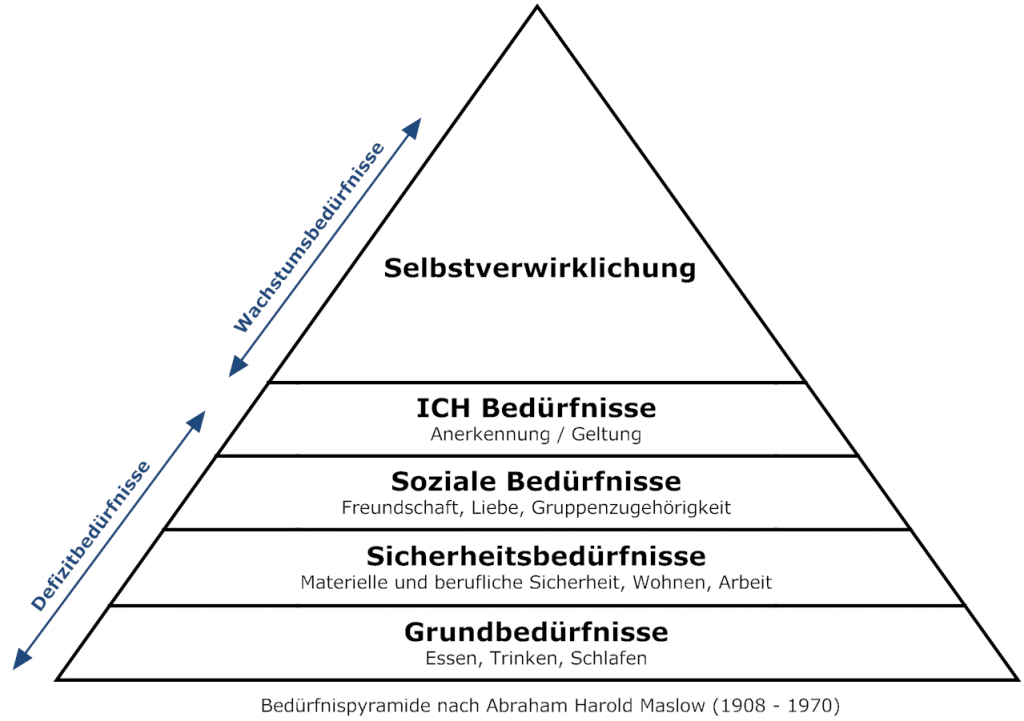 Wachstumsbedürfnisse
Selbstverwirklichung
ICH Bedürfnisse
Anerkennung / Geltung
Defizitbedürfnisse
Soziale Bedürfnisse
Freundschaft, Liebe, Gruppenzugehörigkeit
Sicherheitsbedürfnisse
Materielle und berufliche Sicherheit, Wohnen, Arbeit
Grundbedürfnisse
Essen, Trinken, Schlafen
Bedürfnispyramide nach Abraham Harold Maslow (1908 - 1970)